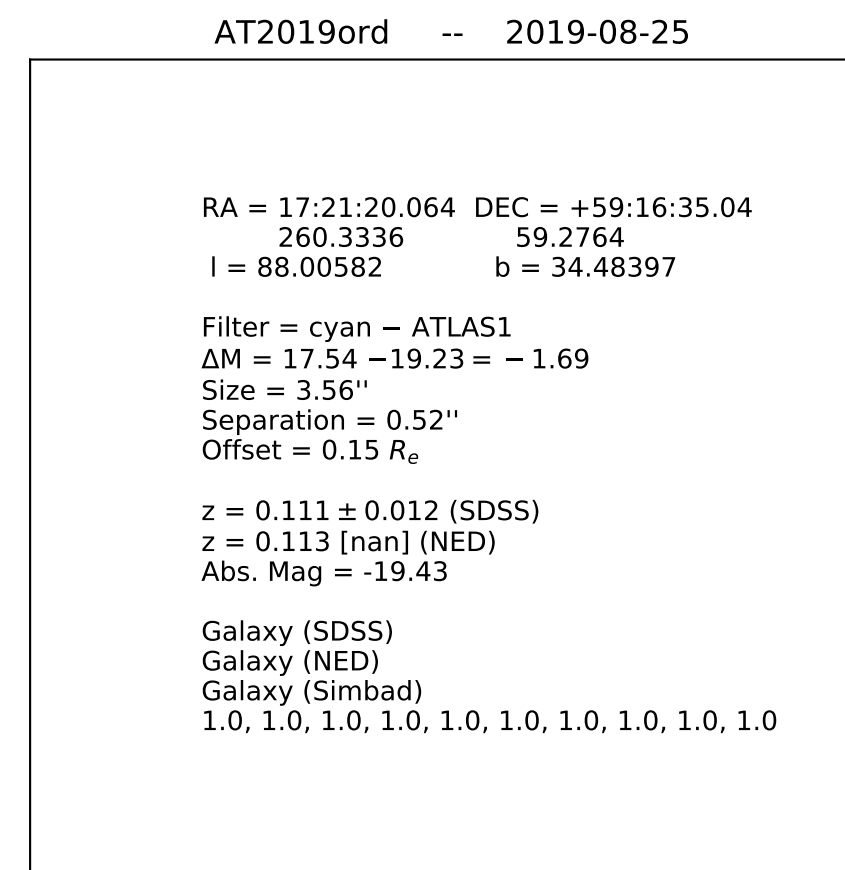 AT2019ord -- 2019-08-25
RA = 17:21:20.064 DEC = +59:16:35.04
260.3336 59.2764
l = 88.00582 b = 34.48397
Filter = cyan − ATLAS1
ΔM = 17.54 −19.23 = − 1.69
Size = 3.56''
Separation = 0.52''
Offset = 0.15 Rₑ
z = 0.111 ± 0.012 (SDSS)
z = 0.113 [nan] (NED)
Abs. Mag = -19.43
Galaxy (SDSS)
Galaxy (NED)
Galaxy (Simbad)
1.0, 1.0, 1.0, 1.0, 1.0, 1.0, 1.0, 1.0, 1.0, 1.0